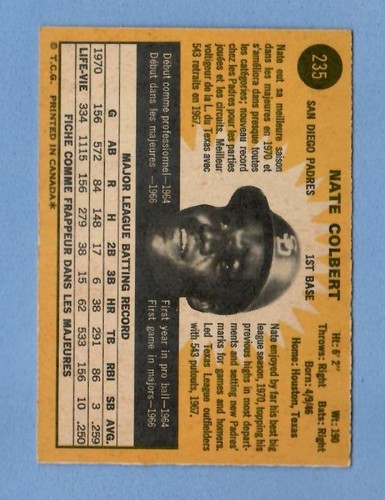 235
NATE COLBERT
SAN DIEGO PADRES
1ST BASE
Ht: 6' 2" Wt: 190
Throws: Right Bats: Right
Born: 4/9/46
Home: Houston, Texas
Nate eut sa meilleure saison
dans les majeures en 1970 et
s'améliora dans presque toutes
les catégories; nouveau record
chez les Padres pour les parties
jouées et les circuits. Meilleur
voltigeur de la L. du Texas avec
543 retraits en 1967.
Nate enjoyed by far his best big
league season, 1970, topping his
previous highs in most depart-
ments and setting new Padres'
marks for games and homers.
Led Texas League outfielders
with 543 putouts, 1967.
Début comme professionnel—1964
Début dans les majeures —1966
First year in pro ball—1964
First game in majors—1966
MAJOR LEAGUE BATTING RECORD
G AB R H 2B 3B HR TB RBI SB AVG.
1970 156 572 84 148 17 6 38 291 86 3 .259
LIFE-VIE 334 1115 156 279 38 15 62 533 156 10 .250
FICHE COMME FRAPPEUR DANS LES MAJEURES
© T.C.G. PRINTED IN CANADA*